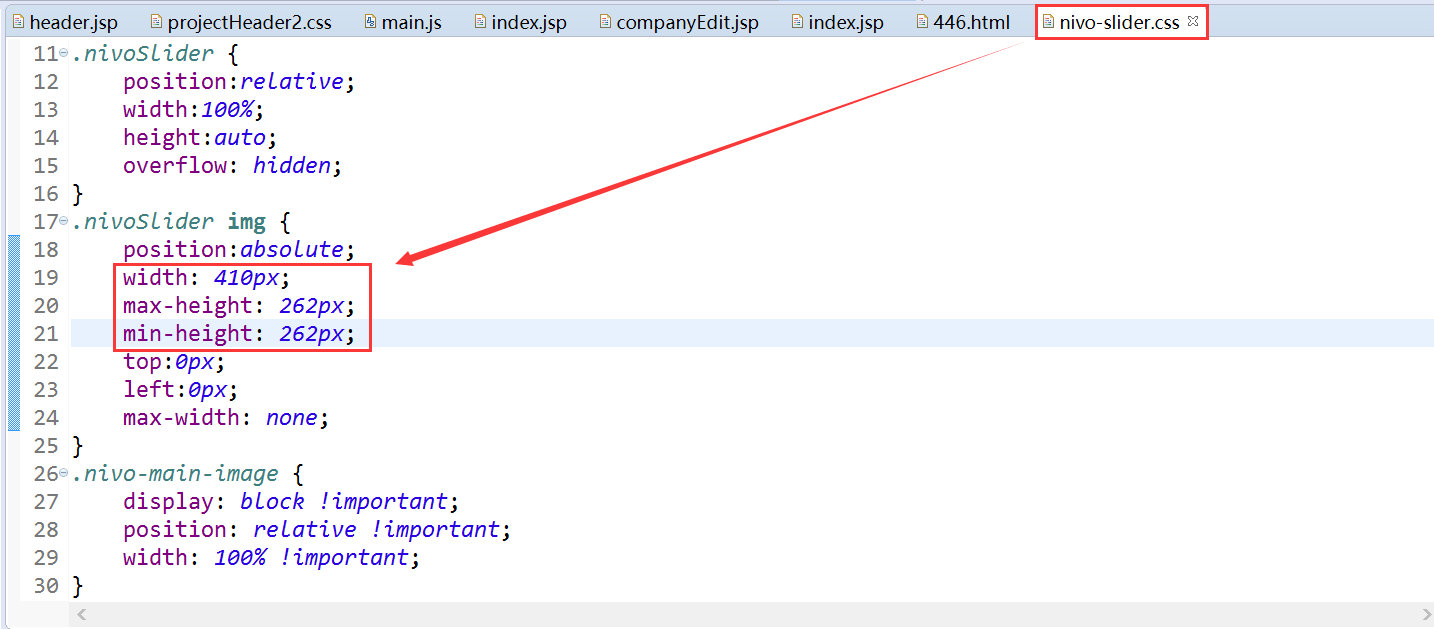 header.jsp projectHeader2.css main.js index.jsp companyEdit.jsp index.jsp 446.html nivo-slider.css
11 .nivoSlider {
12 position:relative;
13 width:100%;
14 height:auto;
15 overflow: hidden;
16 }
17 .nivoSlider img {
18 position:absolute;
19 width: 410px;
20 max-height: 262px;
21 min-height: 262px;
22 top:0px;
23 left:0px;
24 max-width: none;
25 }
26 .nivo-main-image {
27 display: block !important;
28 position: relative !important;
29 width: 100% !important;
30 }